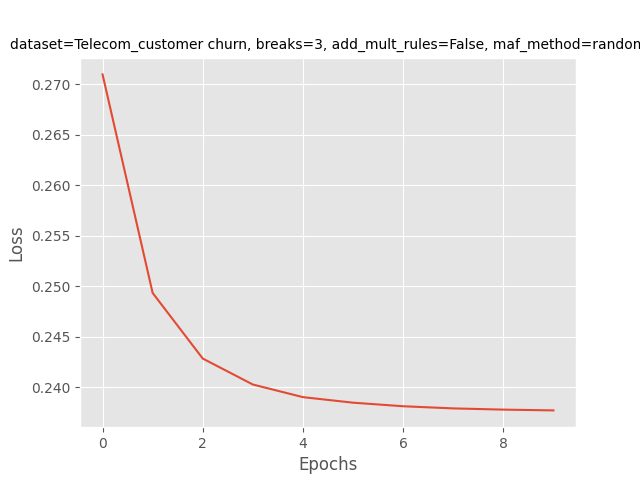 dataset=Telecom_customer churn, breaks=3, add_mult_rules=False, maf_method=random
0.270
0.265
0.260
0.255
0.250
0.245
0.240
Loss
0 2 4 6 8
Epochs